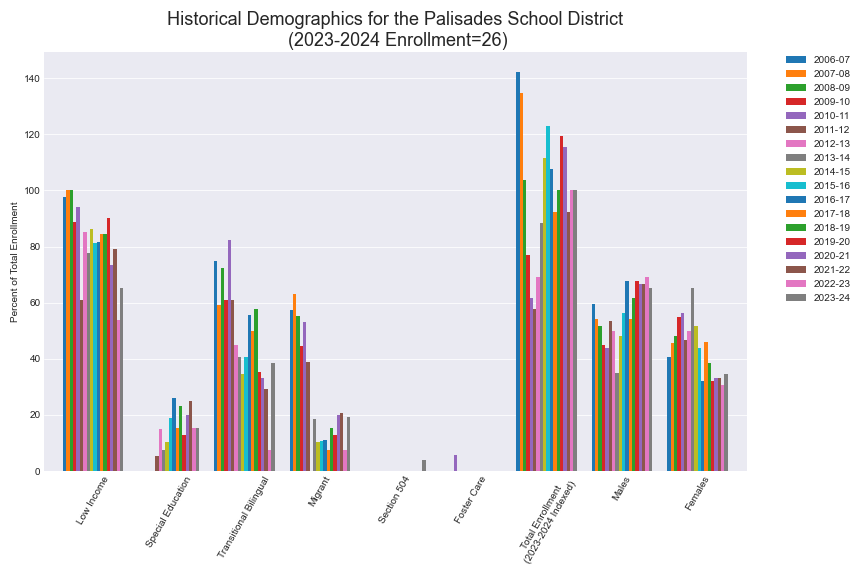 Historical Demographics for the Palisades School District
(2023-2024 Enrollment=26)
Percent of Total Enrollment
140
120
100
80
60
40
20
0
Low Income
Special Education
Transitional Bilingual
Migrant
Section 504
Foster Care
Total Enrollment
(2023-2024 Indexed)
Males
Females
2006-07
2007-08
2008-09
2009-10
2010-11
2011-12
2012-13
2013-14
2014-15
2015-16
2016-17
2017-18
2018-19
2019-20
2020-21
2021-22
2022-23
2023-24